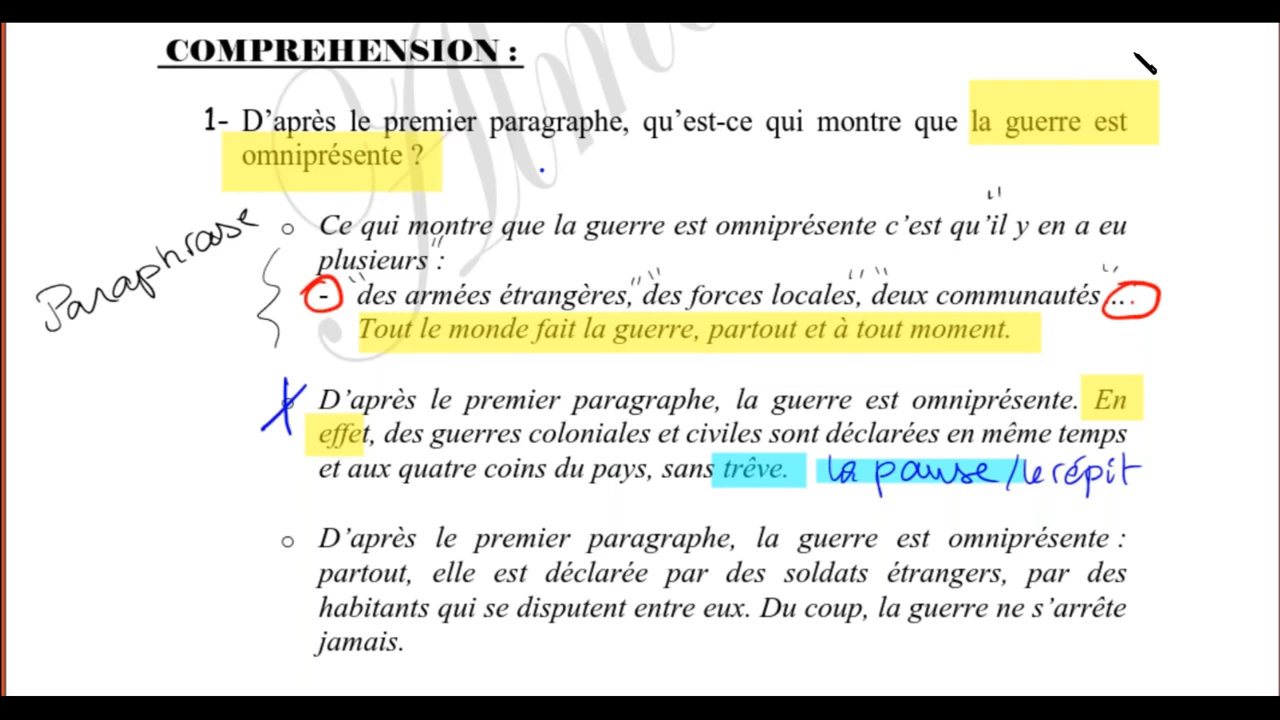 COMPREHENSION :
1- D'après le premier paragraphe, qu'est-ce qui montre que la guerre est
omniprésente ?
Paraphrase
o Ce qui montre que la guerre est omniprésente c'est qu'il y en a eu
plusieurs :
- des armées étrangères, des forces locales, deux communautés ...
Tout le monde fait la guerre, partout et à tout moment.
D'après le premier paragraphe, la guerre est omniprésente. En
effet, des guerres coloniales et civiles sont déclarées en même temps
et aux quatre coins du pays, sans trêve. la pause/le répit
o D'après le premier paragraphe, la guerre est omniprésente :
partout, elle est déclarée par des soldats étrangers, par des
habitants qui se disputent entre eux. Du coup, la guerre ne s'arrête
jamais.